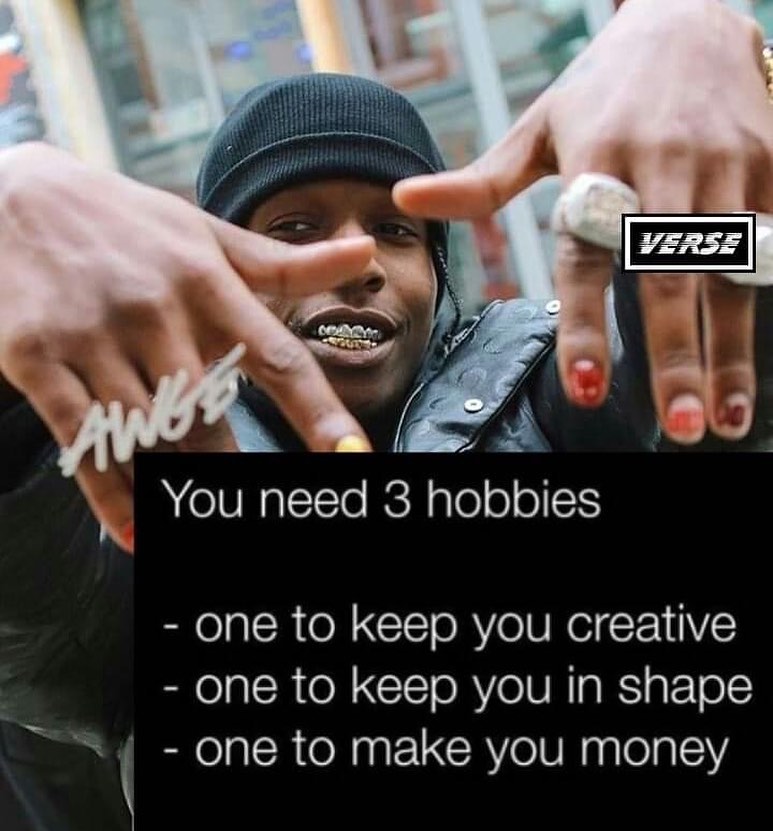 VERSE
AWGE
You need 3 hobbies
- one to keep you creative
- one to keep you in shape
- one to make you money